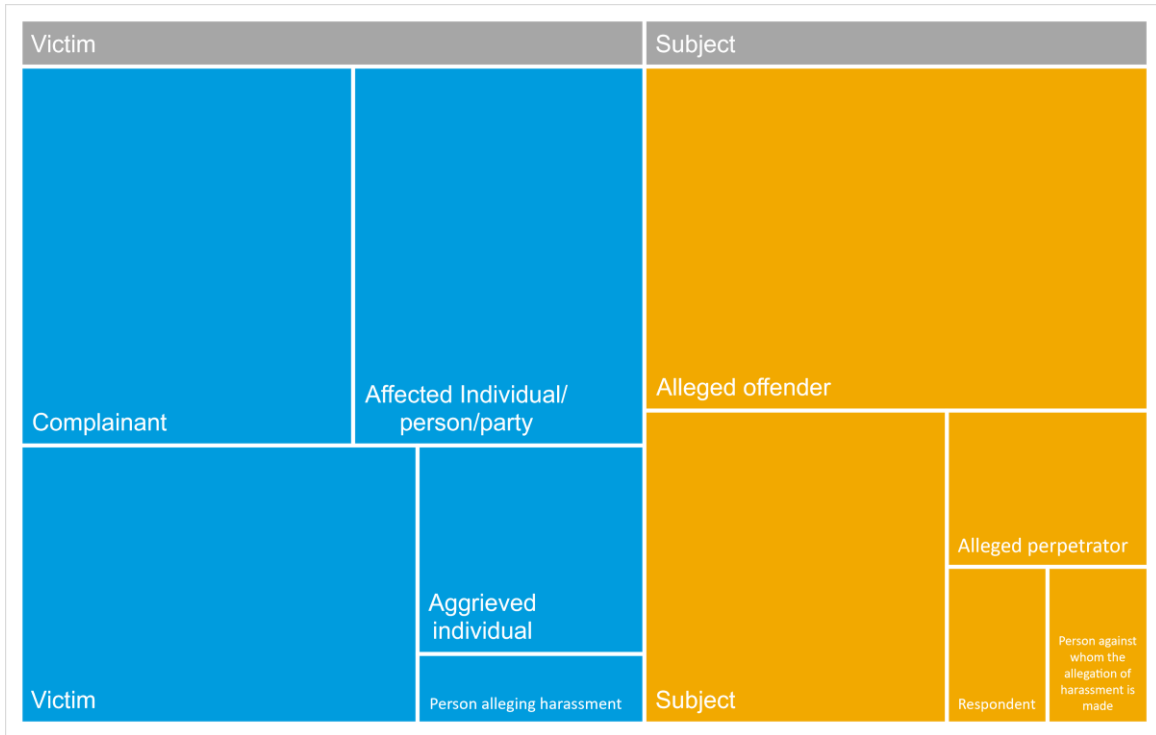 Victim
Subject
Complainant
Affected Individual/
person/party
Alleged offender
Victim
Aggrieved
individual
Person alleging harassment
Subject
Alleged perpetrator
Respondent
Person against
whom the
allegation of
harassment is
made